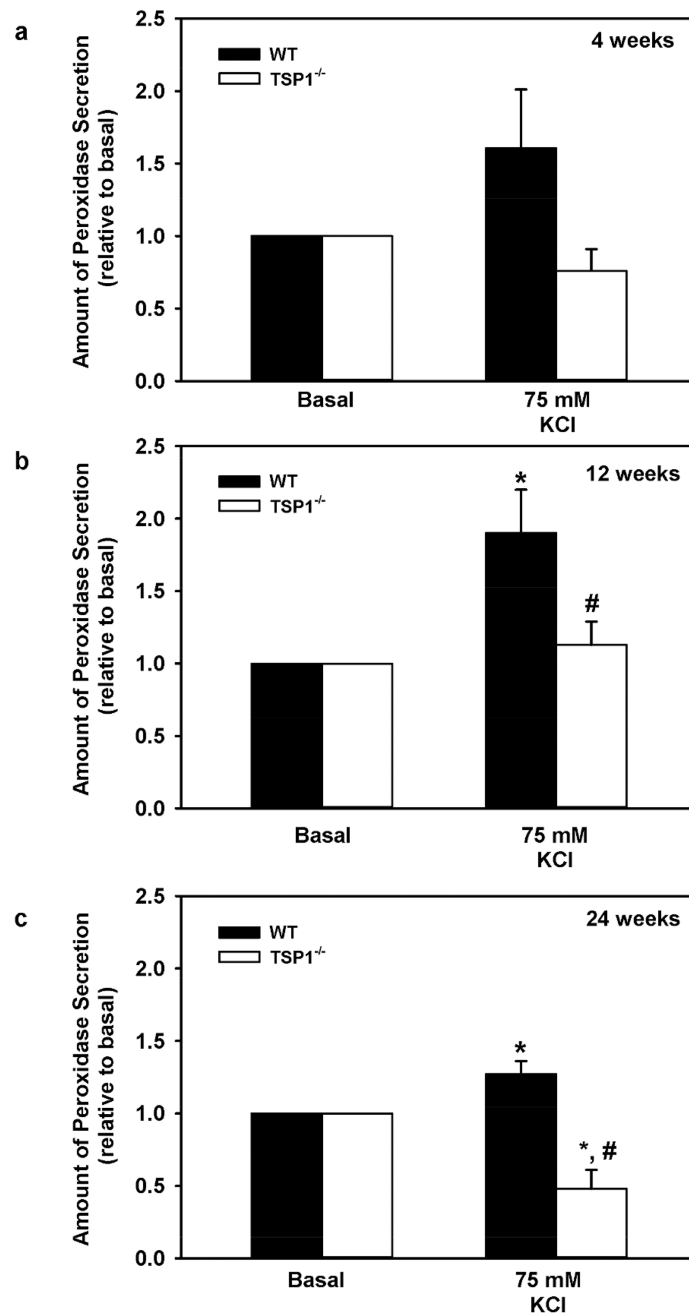 a
Amount of Peroxidase Secretion
(relative to basal)
2.5
2.0
1.5
1.0
0.5
0.0
WT
TSP1-/-
4 weeks
Basal
75 mM
KCl
b
Amount of Peroxidase Secretion
(relative to basal)
2.5
2.0
1.5
1.0
0.5
0.0
WT
TSP1-/-
12 weeks
*
#
Basal
75 mM
KCl
c
Amount of Peroxidase Secretion
(relative to basal)
2.5
2.0
1.5
1.0
0.5
0.0
WT
TSP1-/-
24 weeks
*
*, #
Basal
75 mM
KCl